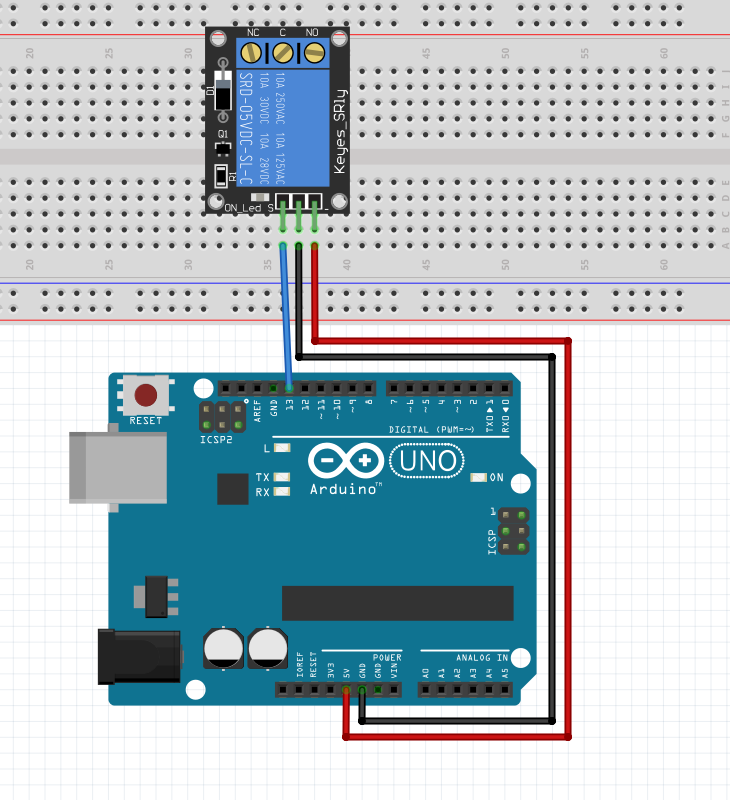 NC C NO
20 25 30 45 50 55 60
D1
SRD-05VDC-SL-C
10A 30VDC 10A 28VDC
10A 250VAC 10A 125VAC
Keyes_SRly
Q1
R1
ON_Led S -
J
I
H
G
F
E
D
C
B
A
20 25 30 35 40 45 50 55 60
RESET
ICSP2
AREF
GND
13
12
~11
~10
~9
8
7
~6
~5
4
~3
2
TX0▶1
RX0◀0
DIGITAL (PWM=~)
L
TX
RX
UNO
ON
Arduino™
1
ICSP
IOREF
RESET
3V3
5V
GND
GND
VIN
POWER
ANALOG IN
A0
A1
A2
A3
A4
A5